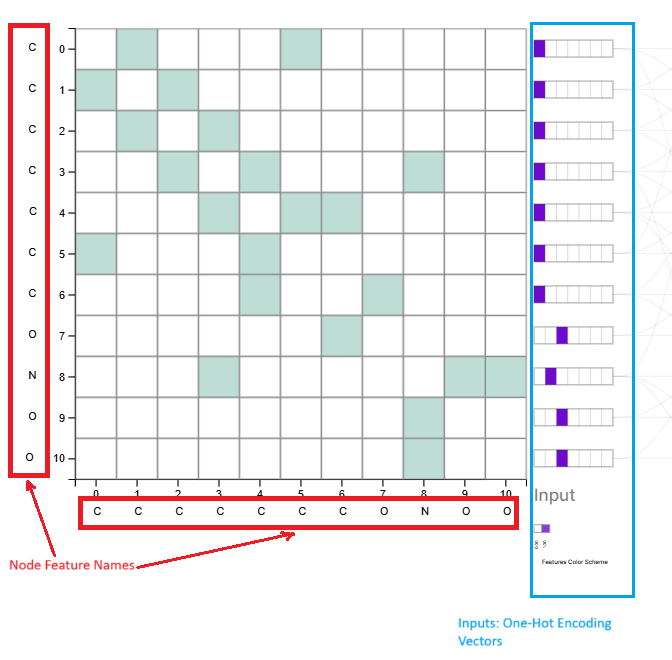 C 0
C 1
C 2
C 3
C 4
C 5
C 6
O 7
N 8
O 9
O 10
0 1 2 3 4 5 6 7 8 9 10
C C C C C C C O N O O
Input
Features Color Scheme
Node Feature Names
Inputs: One-Hot Encoding
Vectors